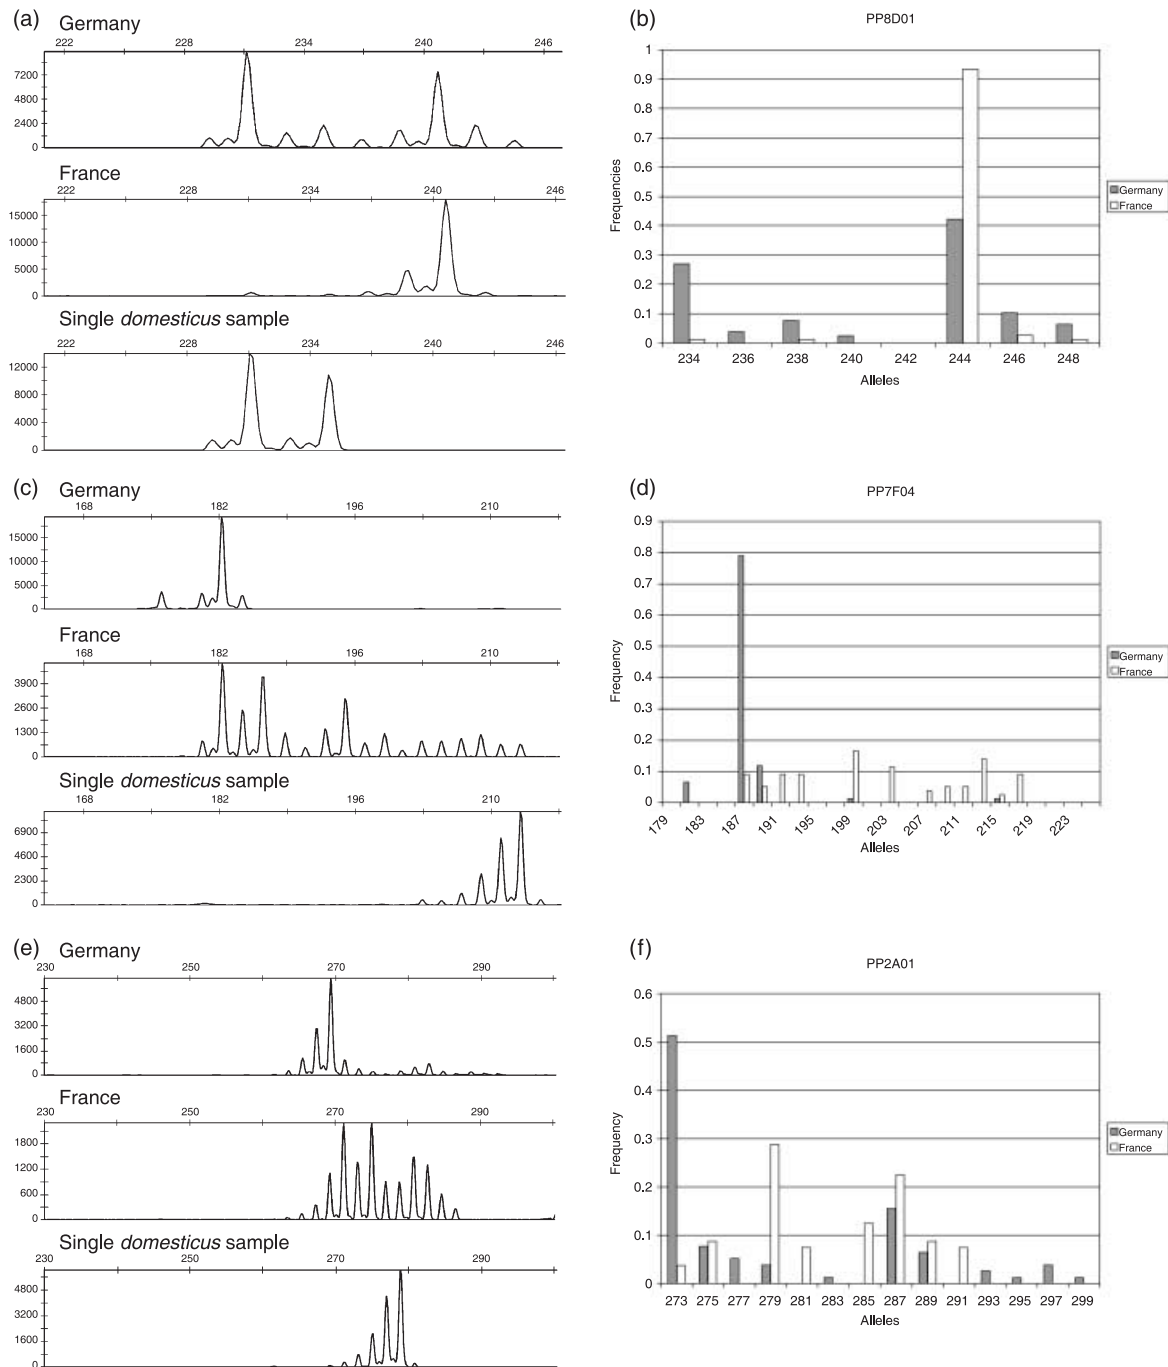 (a)
Germany
222 228 234 240 246
7200
4800
2400
0
France
222 228 234 240 246
15000
10000
5000
0
Single domesticus sample
222 228 234 240 246
12000
8000
4000
0
(b)
PP8D01
1
0.9
0.8
0.7
0.6
0.5
0.4
0.3
0.2
0.1
0
Frequencies
234 236 238 240 242 244 246 248
Alleles
Germany
France
(c)
Germany
168 182 196 210
15000
10000
5000
0
France
168 182 196 210
3900
2600
1300
0
Single domesticus sample
168 182 196 210
6900
4600
2300
0
(d)
PP7F04
0.9
0.8
0.7
0.6
0.5
0.4
0.3
0.2
0.1
0
Frequency
179 183 187 191 195 199 203 207 211 215 219 223
Alleles
Germany
France
(e)
Germany
230 250 270 290
4800
3200
1600
0
France
230 250 270 290
1800
1200
600
0
Single domesticus sample
230 250 270 290
4800
3200
1600
0
(f)
PP2A01
0.6
0.5
0.4
0.3
0.2
0.1
0
Frequency
273 275 277 279 281 283 285 287 289 291 293 295 297 299
Alleles
Germany
France